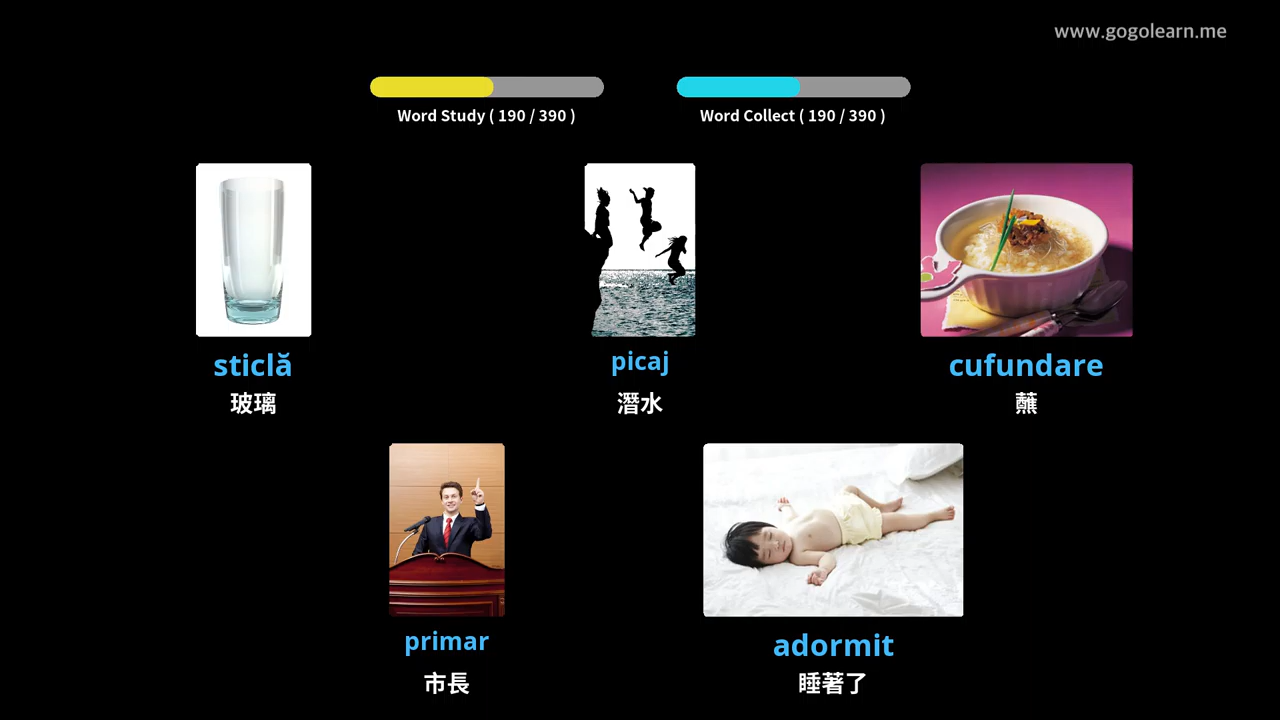 www.gogolearn.me
Word Study ( 190 / 390 )
Word Collect ( 190 / 390 )
sticlă
picaj
cufundare
玻璃
潛水
蘸
primar
adormit
市長
睡著了